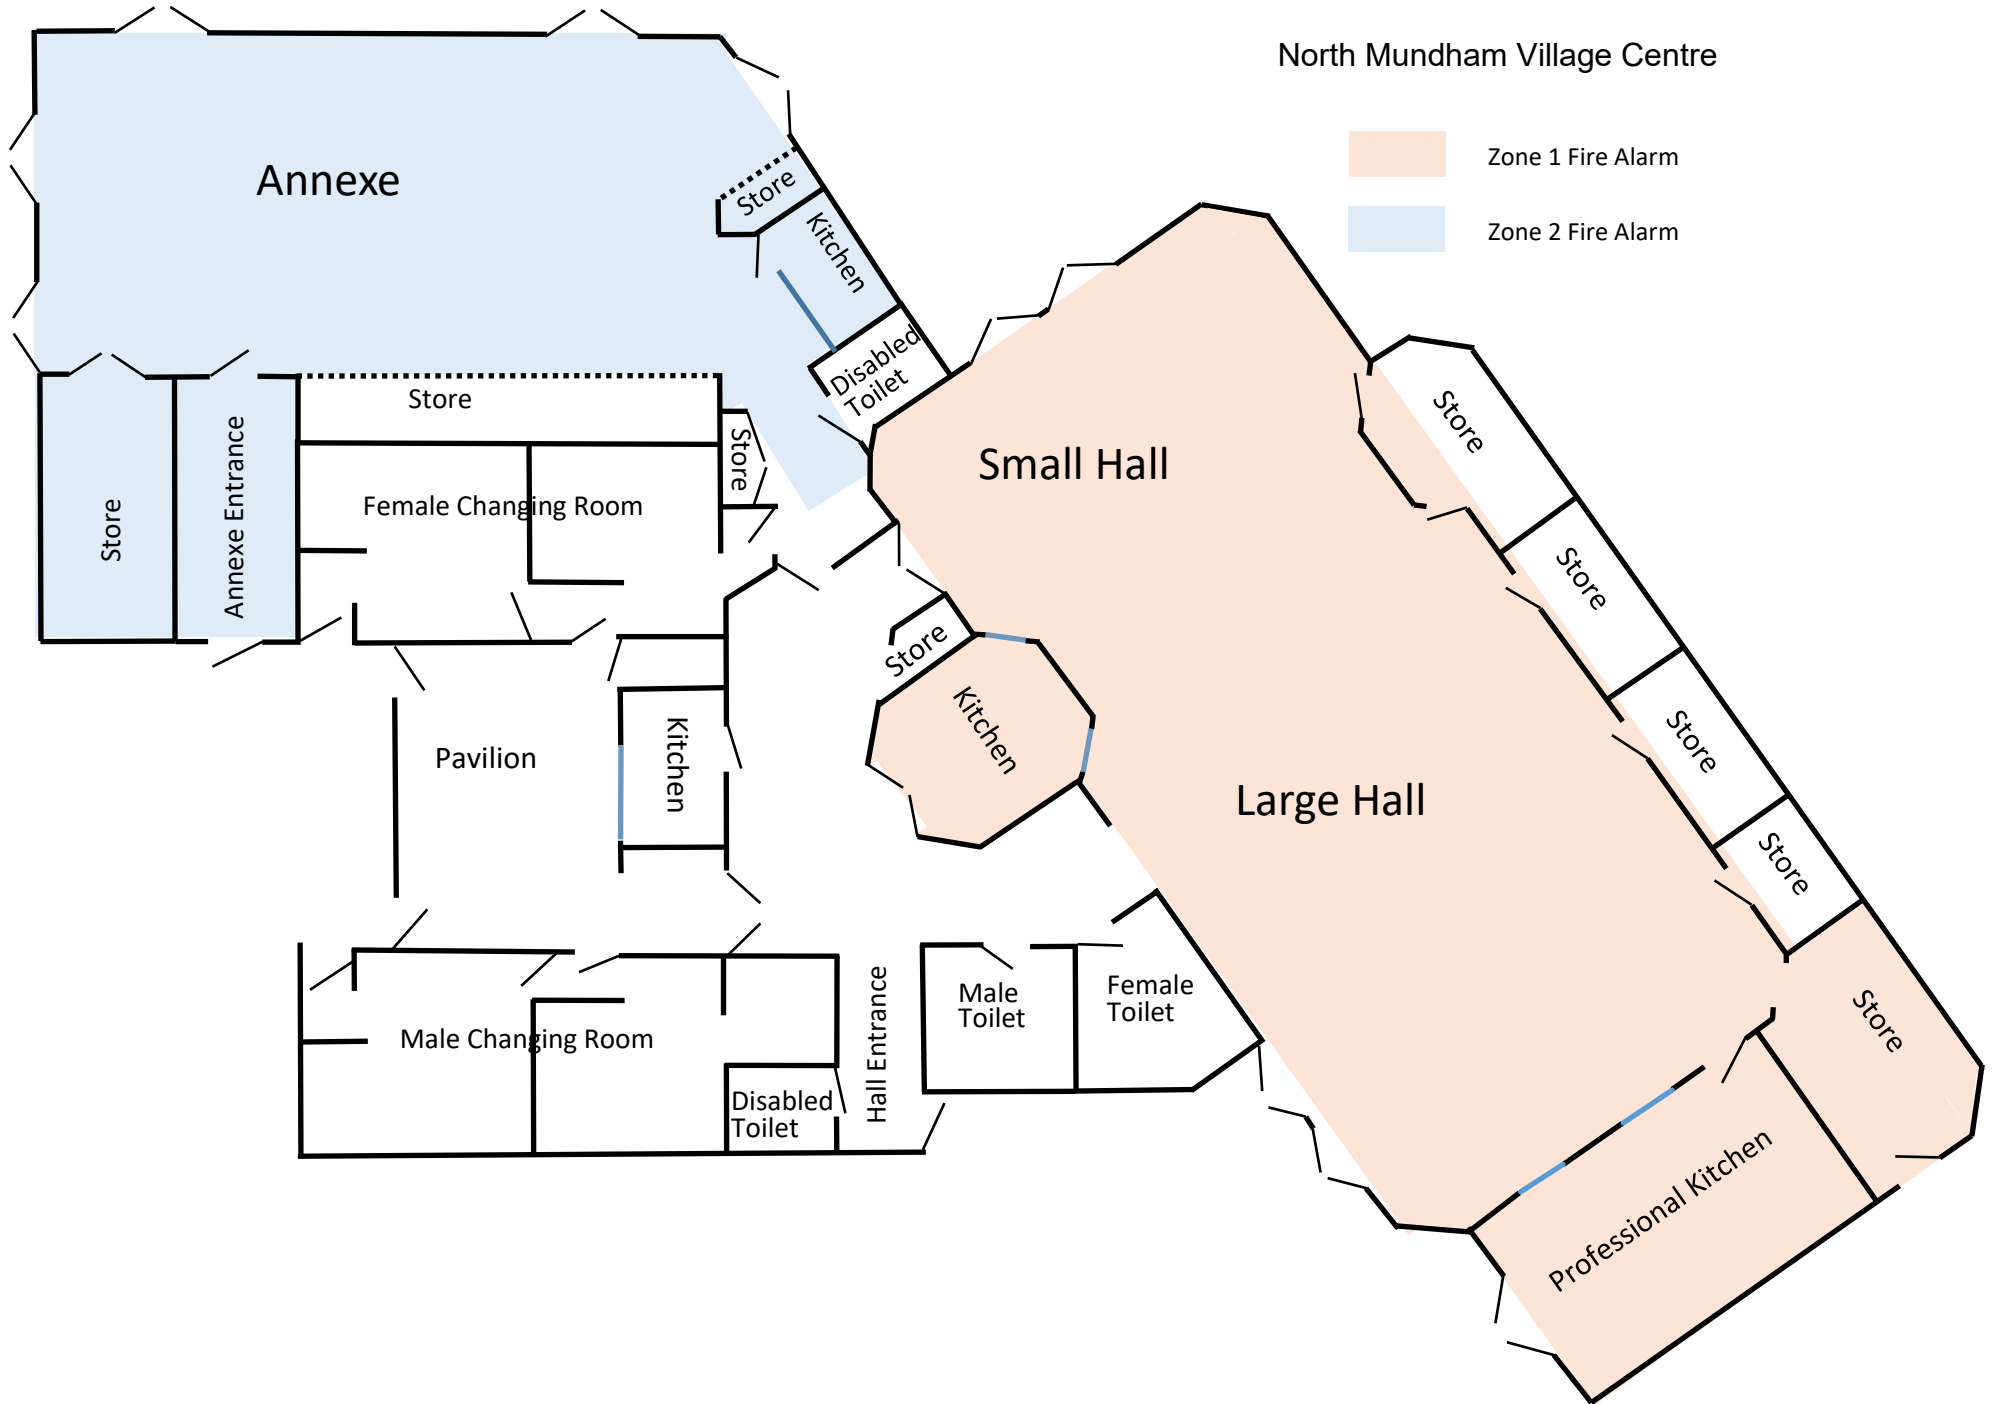 North Mundham Village Centre
Zone 1 Fire Alarm
Zone 2 Fire Alarm
Annexe
Store
Kitchen
Disabled
Toilet
Store
Store
Store
Annexe Entrance
Female Changing Room
Small Hall
Store
Store
Store
Store
Store
Kitchen
Pavilion
Kitchen
Large Hall
Male Changing Room
Disabled
Toilet
Hall Entrance
Male
Toilet
Female
Toilet
Store
Professional Kitchen